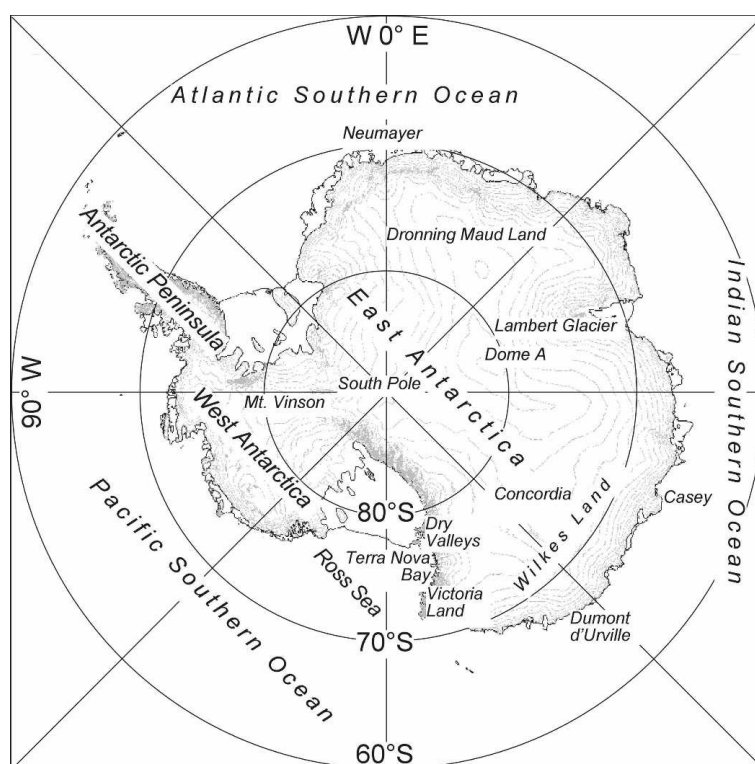 W 0° E
Atlantic Southern Ocean
Neumayer
Dronning Maud Land
Antarctic Peninsula
East Antarctica
Indian Southern Ocean
Lambert Glacier
Dome A
90° W
South Pole
Mt. Vinson
West Antarctica
Pacific Southern Ocean
Concordia
Casey
Wilkes Land
80°S
Dry
Valleys
Ross Sea
Terra Nova
Bay
Victoria
Land
Dumont
d'Urville
70°S
60°S